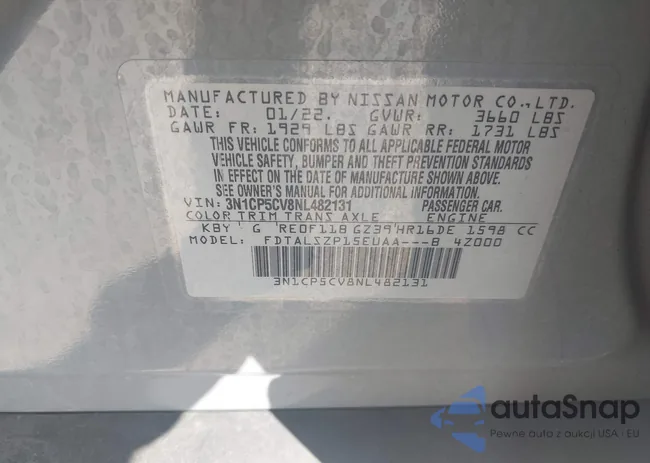 MANUFACTURED BY NISSAN MOTOR CO.,LTD.
DATE: 01/22. GVWR: 3660 LBS
GAWR FR: 1929 LBS GAWR RR: 1731 LBS
THIS VEHICLE CONFORMS TO ALL APPLICABLE FEDERAL MOTOR
VEHICLE SAFETY, BUMPER AND THEFT PREVENTION STANDARDS
IN EFFECT ON THE DATE OF MANUFACTURE SHOWN ABOVE.
SEE OWNER'S MANUAL FOR ADDITIONAL INFORMATION.
VIN: 3N1CP5CV8NL482131 PASSENGER CAR.
COLOR TRIM TRANS AXLE ENGINE
KBY G RE0F11B GZ39 HR16DE 1598 CC
MODEL: FDTALSZP15EUAA---B 4Z000
3N1CP5CV8NL482131
autaSnap
Pewne auto z aukcji USA i EU